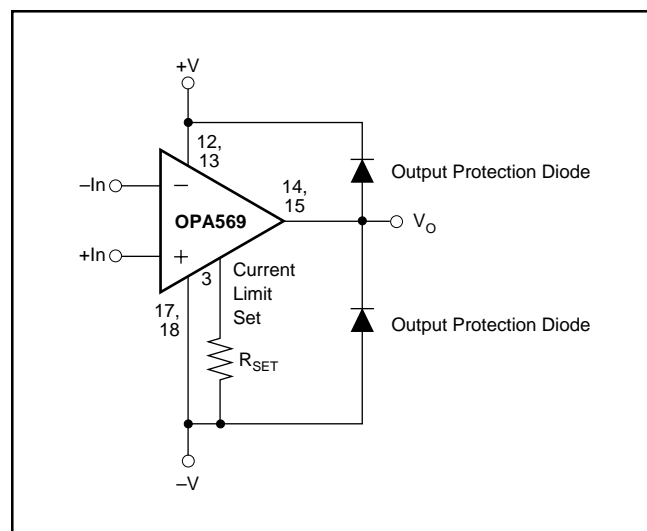 +V
12,
13
Output Protection Diode
–In
−
14,
15
OPA569
V_O
+In
+
3
Current
Limit
Set
17,
18
Output Protection Diode
R_SET
–V